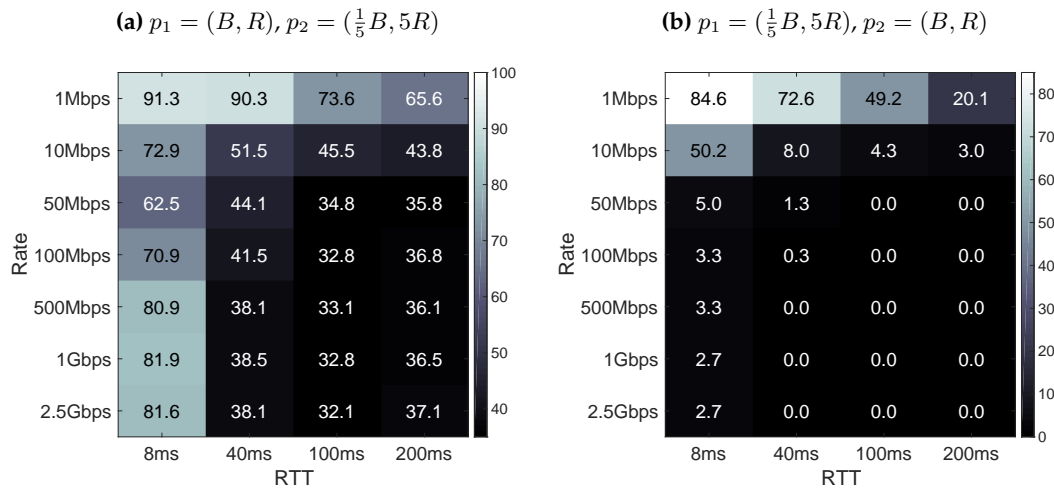 (a) p₁ = (B, R), p₂ = (⅕B, 5R)
100
1Mbps 91.3 90.3 73.6 65.6
90
10Mbps 72.9 51.5 45.5 43.8
80
50Mbps 62.5 44.1 34.8 35.8
70
Rate
100Mbps 70.9 41.5 32.8 36.8
60
500Mbps 80.9 38.1 33.1 36.1
50
1Gbps 81.9 38.5 32.8 36.5
2.5Gbps 81.6 38.1 32.1 37.1
40
8ms 40ms 100ms 200ms
RTT
(b) p₁ = (⅕B, 5R), p₂ = (B, R)
80
1Mbps 84.6 72.6 49.2 20.1
70
10Mbps 50.2 8.0 4.3 3.0
60
50Mbps 5.0 1.3 0.0 0.0
50
Rate
100Mbps 3.3 0.3 0.0 0.0
40
500Mbps 3.3 0.0 0.0 0.0
30
20
1Gbps 2.7 0.0 0.0 0.0
10
2.5Gbps 2.7 0.0 0.0 0.0
0
8ms 40ms 100ms 200ms
RTT